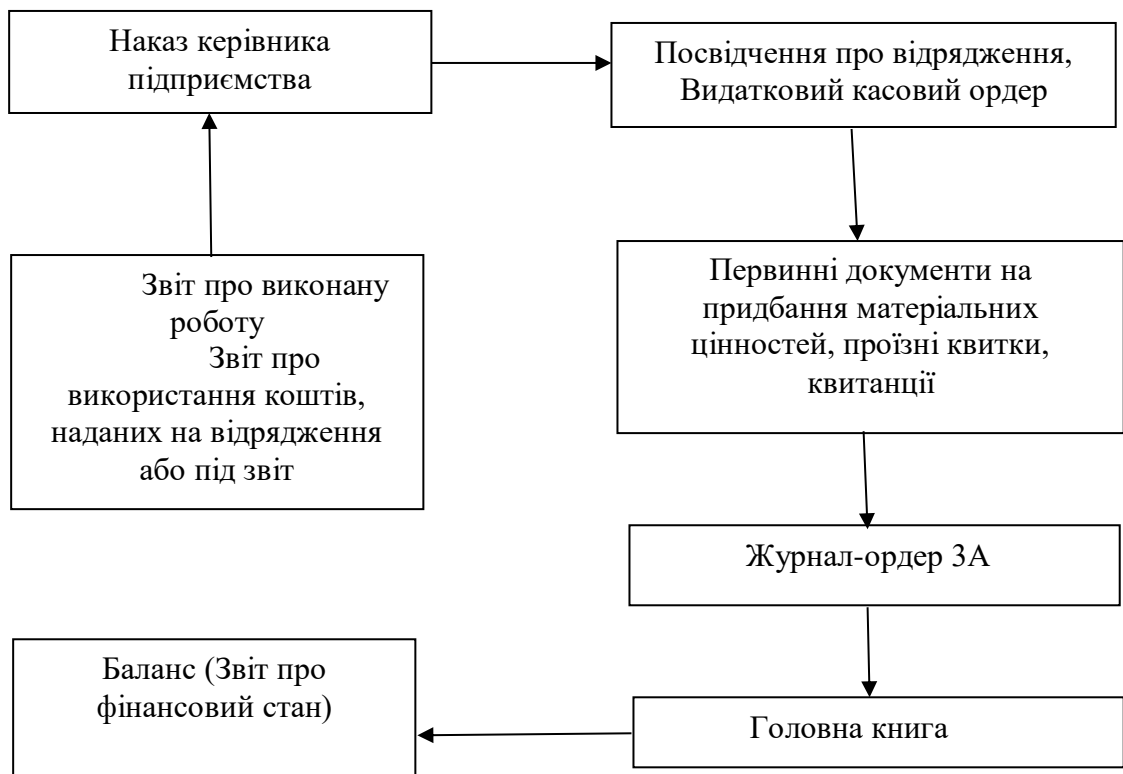 Наказ керівника
підприємства
Посвідчення про відрядження,
Видатковий касовий ордер
Звіт про виконану
роботу
Звіт про
використання коштів,
наданих на відрядження
або під звіт
Первинні документи на
придбання матеріальних
цінностей, проїзні квитки,
квитанції
Журнал-ордер 3А
Баланс (Звіт про
фінансовий стан)
Головна книга